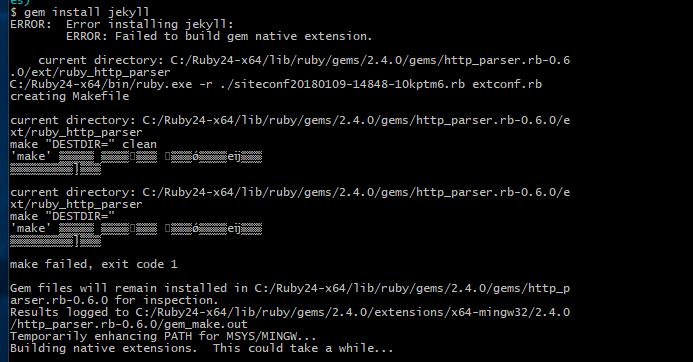 es)
$ gem install jekyll
ERROR:  Error installing jekyll:
        ERROR: Failed to build gem native extension.
    current directory: C:/Ruby24-x64/lib/ruby/gems/2.4.0/gems/http_parser.rb-0.6
.0/ext/ruby_http_parser
C:/Ruby24-x64/bin/ruby.exe -r ./siteconf20180109-14848-10kptm6.rb extconf.rb
creating Makefile
current directory: C:/Ruby24-x64/lib/ruby/gems/2.4.0/gems/http_parser.rb-0.6.0/e
xt/ruby_http_parser
make "DESTDIR=" clean
'make'
current directory: C:/Ruby24-x64/lib/ruby/gems/2.4.0/gems/http_parser.rb-0.6.0/e
xt/ruby_http_parser
make "DESTDIR="
'make'
make failed, exit code 1
Gem files will remain installed in C:/Ruby24-x64/lib/ruby/gems/2.4.0/gems/http_p
arser.rb-0.6.0 for inspection.
Results logged to C:/Ruby24-x64/lib/ruby/gems/2.4.0/extensions/x64-mingw32/2.4.0
/http_parser.rb-0.6.0/gem_make.out
Temporarily enhancing PATH for MSYS/MINGW...
Building native extensions.  This could take a while...